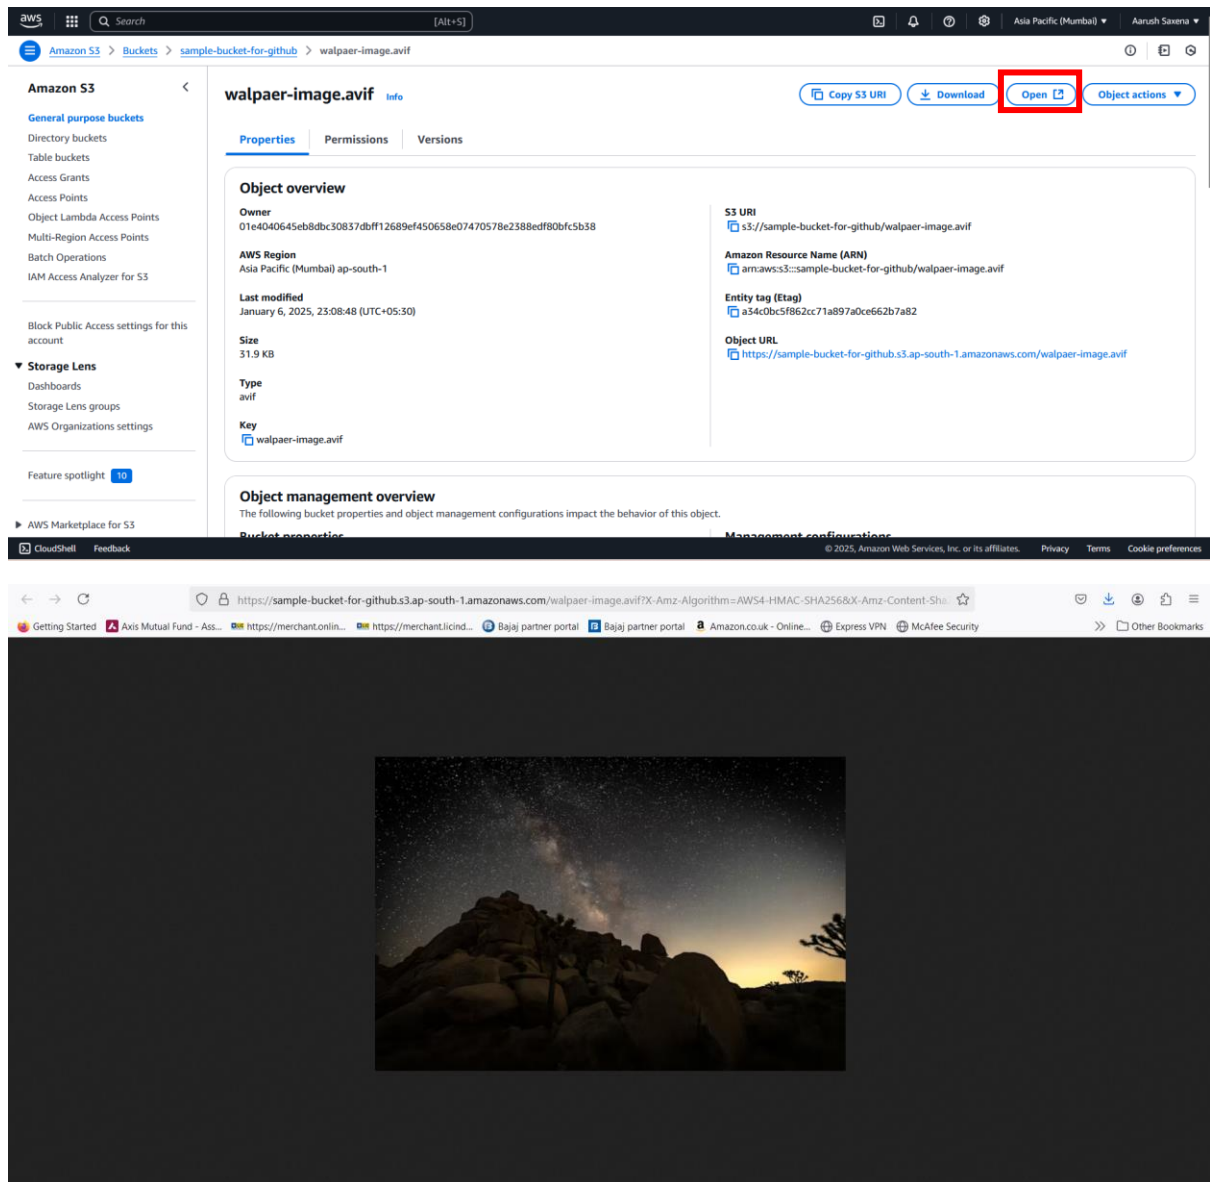 aws
Search [Alt+S]
Asia Pacific (Mumbai) Aarush Saxena
Amazon S3 > Buckets > sample-bucket-for-github > walpaer-image.avif
Amazon S3
General purpose buckets
Directory buckets
Table buckets
Access Grants
Access Points
Object Lambda Access Points
Multi-Region Access Points
Batch Operations
IAM Access Analyzer for S3
Block Public Access settings for this
account
Storage Lens
Dashboards
Storage Lens groups
AWS Organizations settings
Feature spotlight 10
AWS Marketplace for S3
walpaer-image.avif Info
Copy S3 URI Download Open Object actions
Properties Permissions Versions
Object overview
Owner
01e4040645eb8dbc30837dbff12689ef450658e07470578e2388edf80bfc5b38
AWS Region
Asia Pacific (Mumbai) ap-south-1
Last modified
January 6, 2025, 23:08:48 (UTC+05:30)
Size
31.9 KB
Type
avif
Key
walpaer-image.avif
S3 URI
s3://sample-bucket-for-github/walpaer-image.avif
Amazon Resource Name (ARN)
arn:aws:s3:::sample-bucket-for-github/walpaer-image.avif
Entity tag (Etag)
a34c0bc5f862cc71a897a0ce662b7a82
Object URL
https://sample-bucket-for-github.s3.ap-south-1.amazonaws.com/walpaer-image.avif
Object management overview
The following bucket properties and object management configurations impact the behavior of this object.
Bucket properties Management configurations
CloudShell Feedback © 2025, Amazon Web Services, Inc. or its affiliates. Privacy Terms Cookie preferences
https://sample-bucket-for-github.s3.ap-south-1.amazonaws.com/walpaer-image.avif?X-Amz-Algorithm=AWS4-HMAC-SHA256&X-Amz-Content-Sha
Getting Started Axis Mutual Fund - Ass... https://merchant.onlin... https://merchant.licind... Bajaj partner portal Bajaj partner portal Amazon.co.uk - Online... Express VPN McAfee Security Other Bookmarks